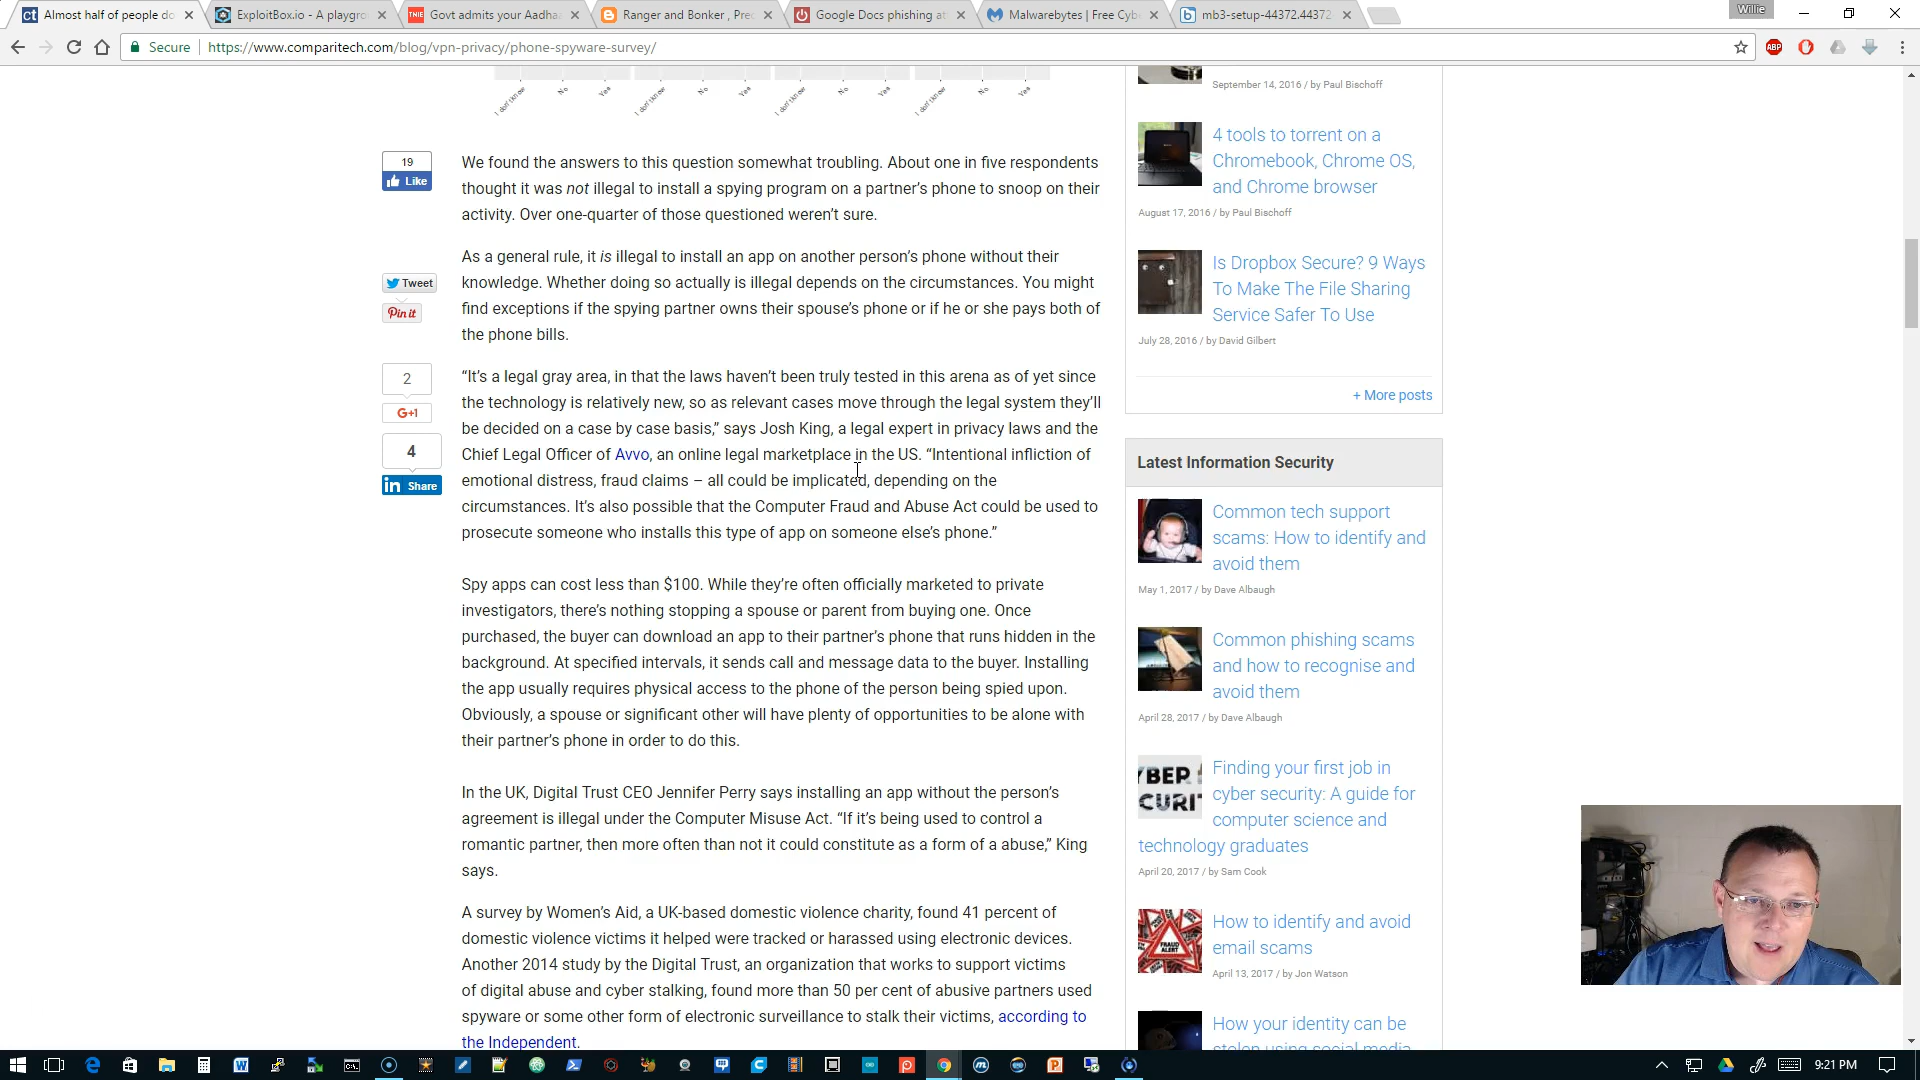 Almost half of people do
ExploitBox.io - A playgro
Govt admits your Aadha
Ranger and Bonker , Prec
Google Docs phishing at
Malwarebytes | Free Cyb
mb3-setup-44372.44372
Willie
Secure
https://www.comparitech.com/blog/vpn-privacy/phone-spyware-survey/
I don't know No Yes I don't know No Yes I don't know No Yes I don't know No Yes
19
Like
Tweet
Pin it
2
G+1
4
in Share
We found the answers to this question somewhat troubling. About one in five respondents
thought it was not illegal to install a spying program on a partner’s phone to snoop on their
activity. Over one-quarter of those questioned weren’t sure.
As a general rule, it is illegal to install an app on another person’s phone without their
knowledge. Whether doing so actually is illegal depends on the circumstances. You might
find exceptions if the spying partner owns their spouse’s phone or if he or she pays both of
the phone bills.
“It’s a legal gray area, in that the laws haven’t been truly tested in this arena as of yet since
the technology is relatively new, so as relevant cases move through the legal system they’ll
be decided on a case by case basis,” says Josh King, a legal expert in privacy laws and the
Chief Legal Officer of Avvo, an online legal marketplace in the US. “Intentional infliction of
emotional distress, fraud claims – all could be implicated, depending on the
circumstances. It’s also possible that the Computer Fraud and Abuse Act could be used to
prosecute someone who installs this type of app on someone else’s phone.”
Spy apps can cost less than $100. While they’re often officially marketed to private
investigators, there’s nothing stopping a spouse or parent from buying one. Once
purchased, the buyer can download an app to their partner’s phone that runs hidden in the
background. At specified intervals, it sends call and message data to the buyer. Installing
the app usually requires physical access to the phone of the person being spied upon.
Obviously, a spouse or significant other will have plenty of opportunities to be alone with
their partner’s phone in order to do this.
In the UK, Digital Trust CEO Jennifer Perry says installing an app without the person’s
agreement is illegal under the Computer Misuse Act. “If it’s being used to control a
romantic partner, then more often than not it could constitute as a form of a abuse,” King
says.
A survey by Women’s Aid, a UK-based domestic violence charity, found 41 percent of
domestic violence victims it helped were tracked or harassed using electronic devices.
Another 2014 study by the Digital Trust, an organization that works to support victims
of digital abuse and cyber stalking, found more than 50 per cent of abusive partners used
spyware or some other form of electronic surveillance to stalk their victims, according to
the Independent.
September 14, 2016 / by Paul Bischoff
4 tools to torrent on a
Chromebook, Chrome OS,
and Chrome browser
August 17, 2016 / by Paul Bischoff
Is Dropbox Secure? 9 Ways
To Make The File Sharing
Service Safer To Use
July 28, 2016 / by David Gilbert
+ More posts
Latest Information Security
Common tech support
scams: How to identify and
avoid them
May 1, 2017 / by Dave Albaugh
Common phishing scams
and how to recognise and
avoid them
April 28, 2017 / by Dave Albaugh
Finding your first job in
cyber security: A guide for
computer science and
technology graduates
April 20, 2017 / by Sam Cook
How to identify and avoid
email scams
April 13, 2017 / by Jon Watson
How your identity can be
stolen using social media
9:21 PM